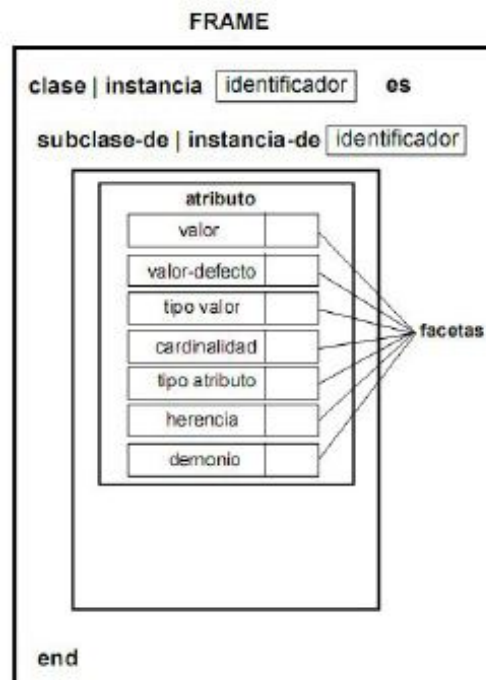 FRAME
clase | instancia identificador es
subclase-de | instancia-de identificador
atributo
valor
valor-defecto
tipo valor
cardinalidad
tipo atributo
herencia
demonio
facetas
end